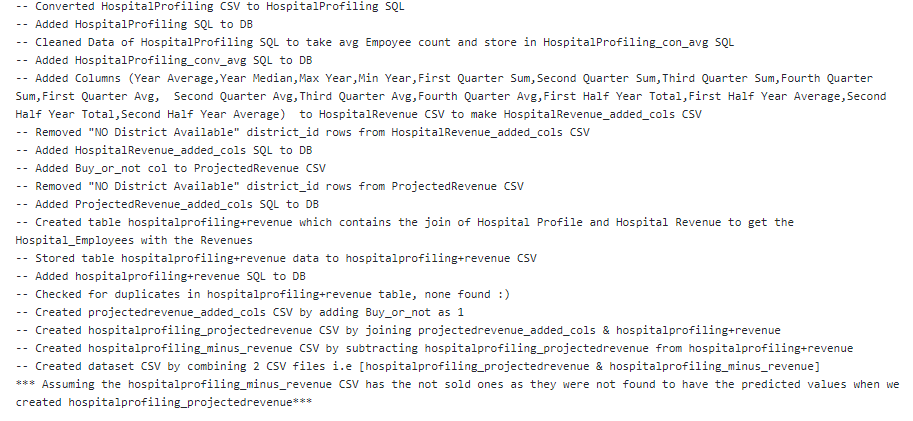 -- Converted HospitalProfiling CSV to HospitalProfiling SQL
-- Added HospitalProfiling SQL to DB
-- Cleaned Data of HospitalProfiling SQL to take avg Empoyee count and store in HospitalProfiling_con_avg SQL
-- Added HospitalProfiling_conv_avg SQL to DB
-- Added Columns (Year Average,Year Median,Max Year,Min Year,First Quarter Sum,Second Quarter Sum,Third Quarter Sum,Fourth Quarter
Sum,First Quarter Avg,  Second Quarter Avg,Third Quarter Avg,Fourth Quarter Avg,First Half Year Total,First Half Year Average,Second
Half Year Total,Second Half Year Average)  to HospitalRevenue CSV to make HospitalRevenue_added_cols CSV
-- Removed "NO District Available" district_id rows from HospitalRevenue_added_cols CSV
-- Added HospitalRevenue_added_cols SQL to DB
-- Added Buy_or_not col to ProjectedRevenue CSV
-- Removed "NO District Available" district_id rows from ProjectedRevenue CSV
-- Added ProjectedRevenue_added_cols SQL to DB
-- Created table hospitalprofiling+revenue which contains the join of Hospital Profile and Hospital Revenue to get the
Hospital_Employees with the Revenues
-- Stored table hospitalprofiling+revenue data to hospitalprofiling+revenue CSV
-- Added hospitalprofiling+revenue SQL to DB
-- Checked for duplicates in hospitalprofiling+revenue table, none found :)
-- Created projectedrevenue_added_cols CSV by adding Buy_or_not as 1
-- Created hospitalprofiling_projectedrevenue CSV by joining projectedrevenue_added_cols & hospitalprofiling+revenue
-- Created hospitalprofiling_minus_revenue CSV by subtracting hospitalprofiling_projectedrevenue from hospitalprofiling+revenue
-- Created dataset CSV by combining 2 CSV files i.e [hospitalprofiling_projectedrevenue & hospitalprofiling_minus_revenue]
*** Assuming the hospitalprofiling_minus_revenue CSV has the not sold ones as they were not found to have the predicted values when we
created hospitalprofiling_projectedrevenue***